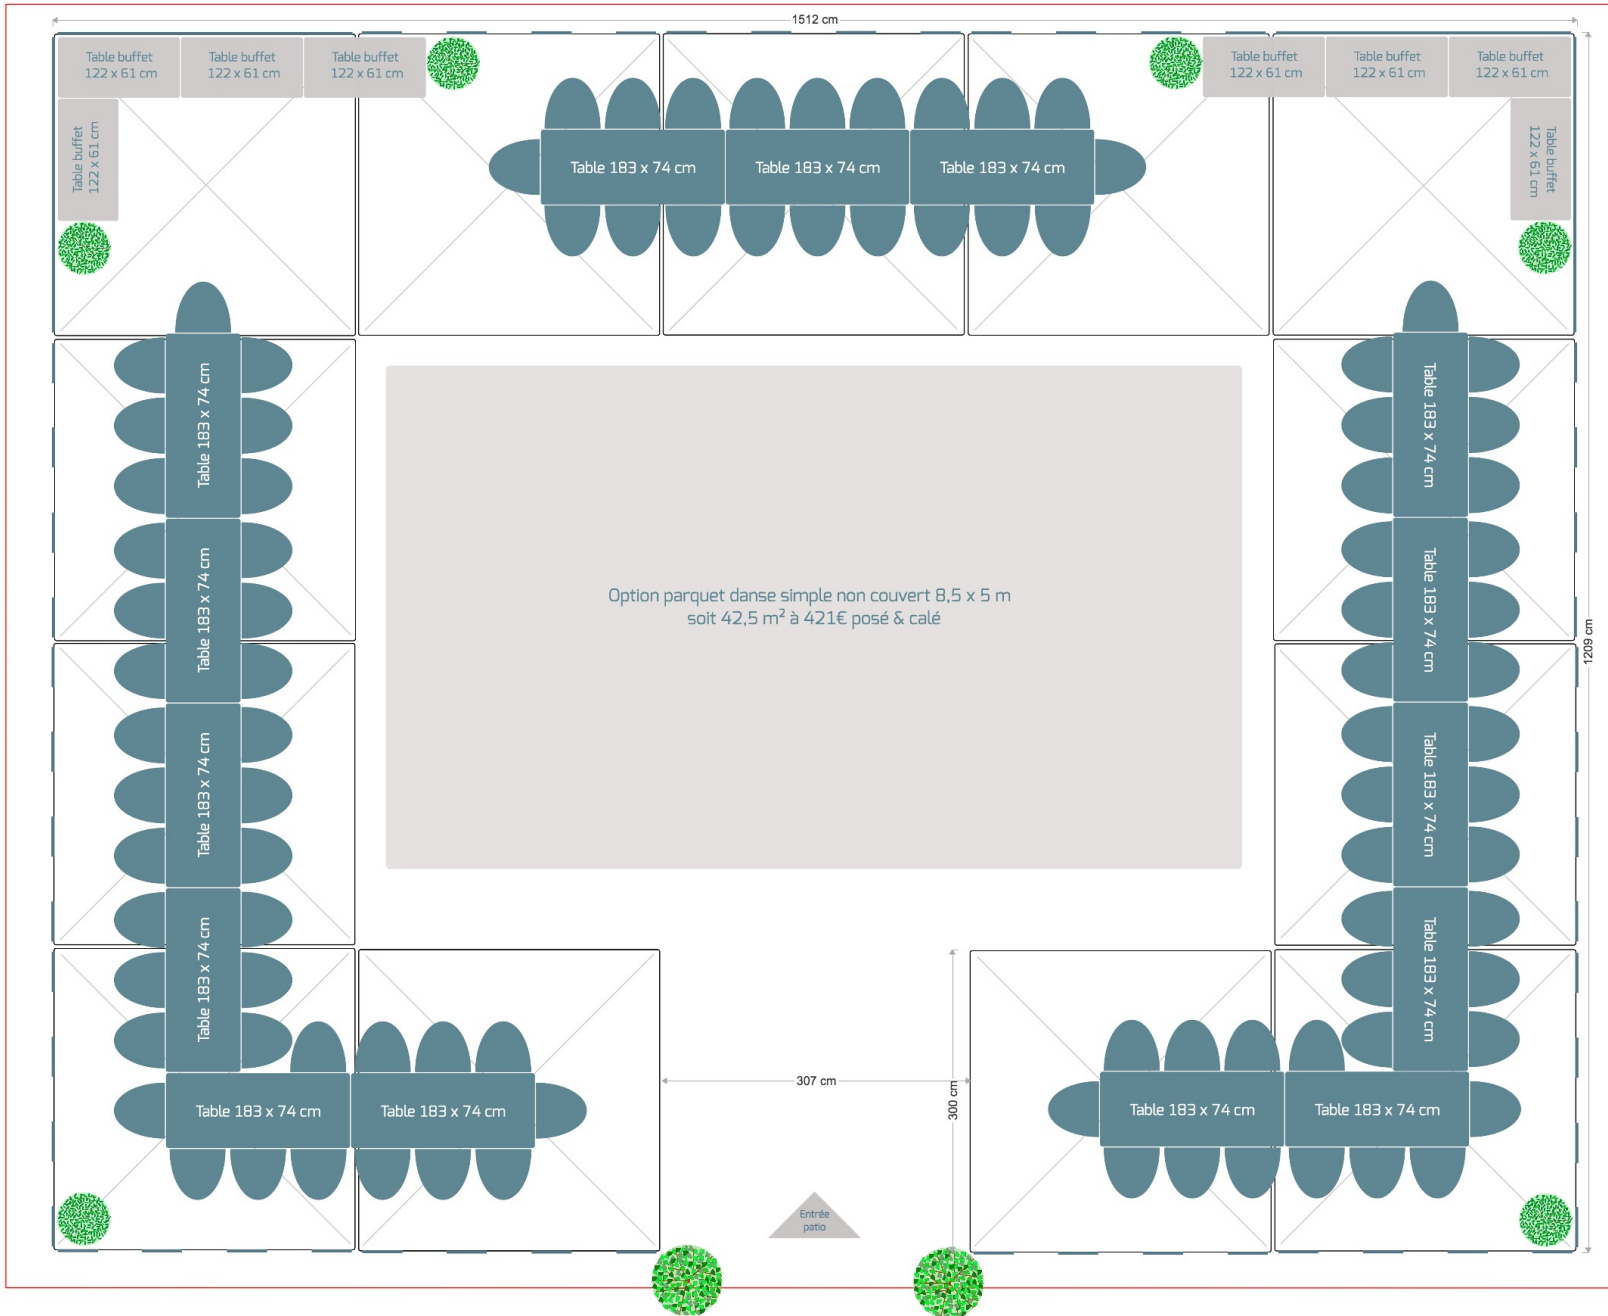 1512 cm
Table buffet
122 x 61 cm
Table buffet
122 x 61 cm
Table buffet
122 x 61 cm
Table buffet
122 x 61 cm
Table buffet
122 x 61 cm
Table buffet
122 x 61 cm
Table buffet
122 x 61 cm
Table buffet
122 x 61 cm
Table 183 x 74 cm
Table 183 x 74 cm
Table 183 x 74 cm
Table 183 x 74 cm
Table 183 x 74 cm
Table 183 x 74 cm
Table 183 x 74 cm
Option parquet danse simple non couvert 8,5 x 5 m
soit 42,5 m² à 421€ posé & calé
Table 183 x 74 cm
Table 183 x 74 cm
Table 183 x 74 cm
Table 183 x 74 cm
1209 cm
Table 183 x 74 cm
Table 183 x 74 cm
307 cm
300 cm
Table 183 x 74 cm
Table 183 x 74 cm
Entrée
patio